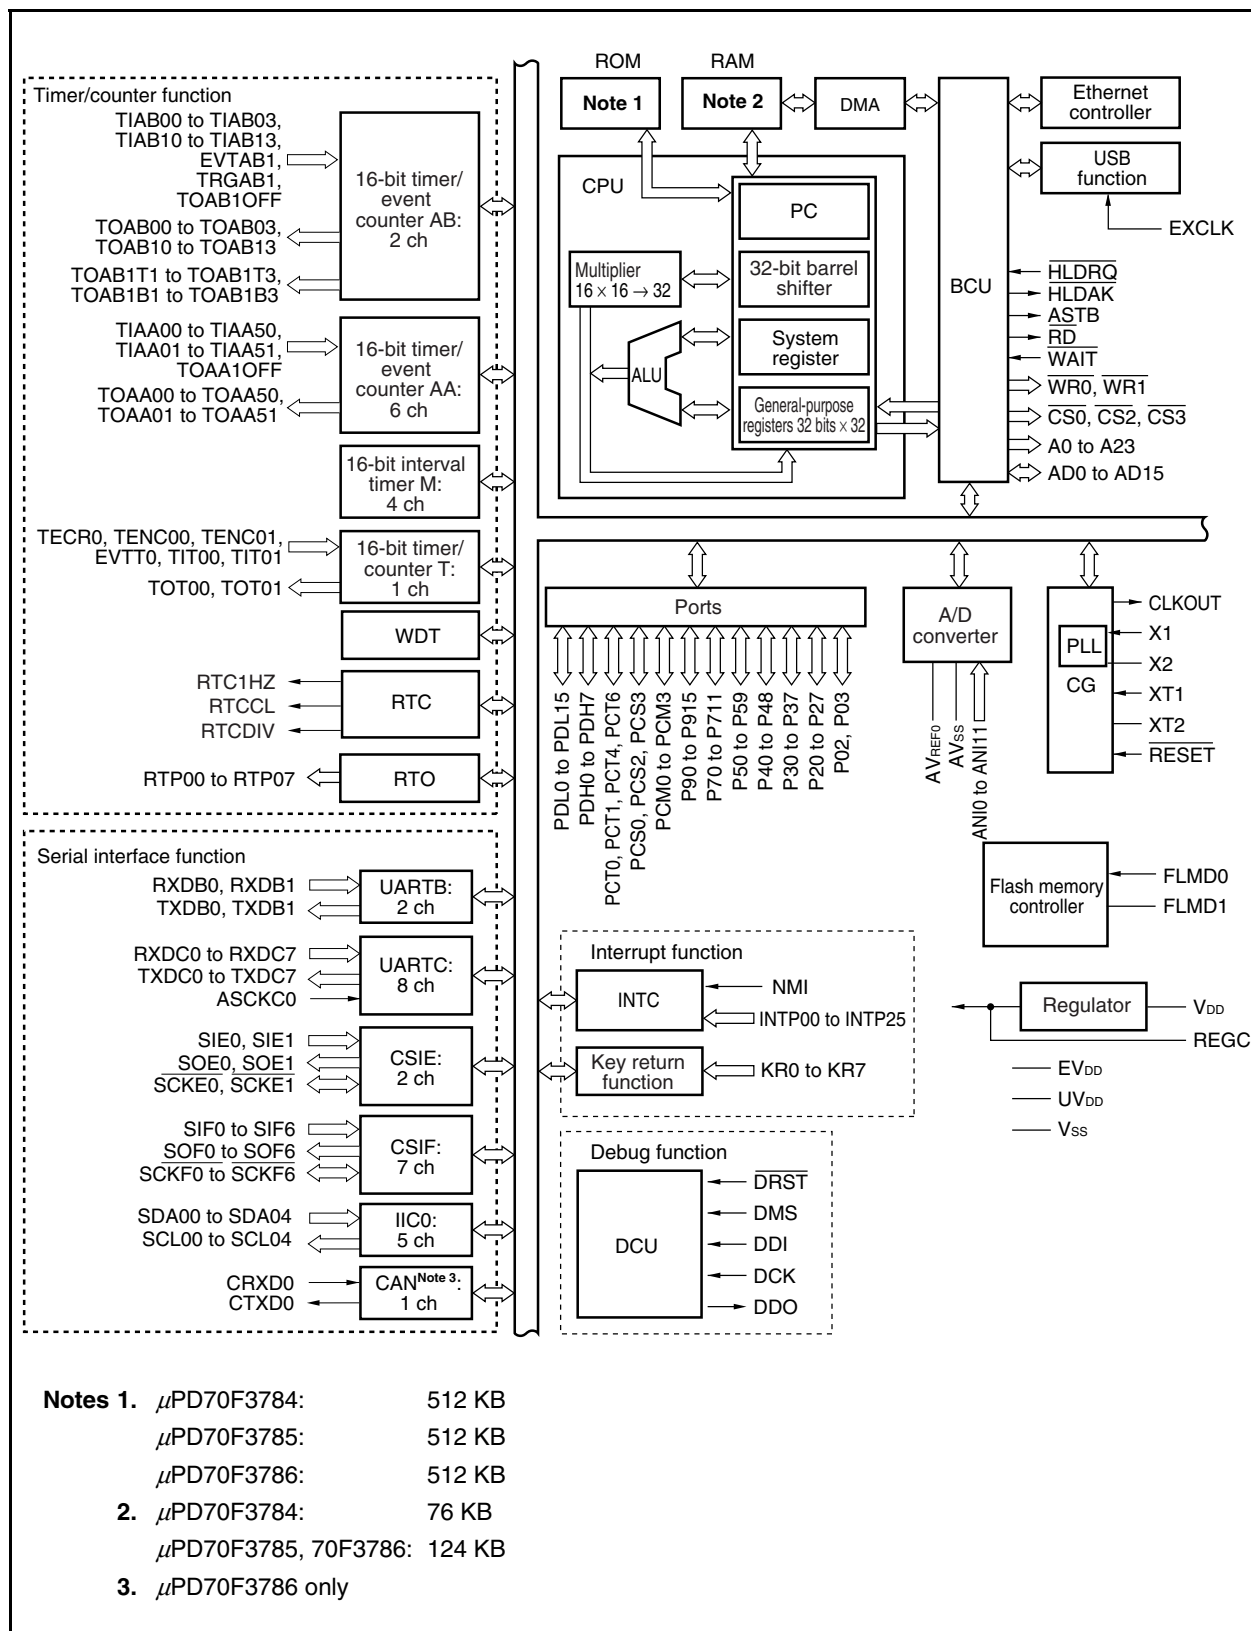 Timer/counter function
TIAB00 to TIAB03,
TIAB10 to TIAB13,
EVTAB1,
TRGAB1,
TOAB1OFF
TOAB00 to TOAB03,
TOAB10 to TOAB13
TOAB1T1 to TOAB1T3,
TOAB1B1 to TOAB1B3
16-bit timer/
event
counter AB:
2 ch
TIAA00 to TIAA50,
TIAA01 to TIAA51,
TOAA1OFF
TOAA00 to TOAA50,
TOAA01 to TOAA51
16-bit timer/
event
counter AA:
6 ch
16-bit interval
timer M:
4 ch
TECR0, TENC00, TENC01,
EVTT0, TIT00, TIT01
TOT00, TOT01
16-bit timer/
counter T:
1 ch
WDT
RTC1HZ
RTCCL
RTCDIV
RTC
RTP00 to RTP07
RTO
Serial interface function
RXDB0, RXDB1
TXDB0, TXDB1
UARTB:
2 ch
RXDC0 to RXDC7
TXDC0 to TXDC7
ASCKC0
UARTC:
8 ch
SIE0, SIE1
SOE0, SOE1
SCKE0, SCKE1
CSIE:
2 ch
SIF0 to SIF6
SOF0 to SOF6
SCKF0 to SCKF6
CSIF:
7 ch
SDA00 to SDA04
SCL00 to SCL04
IIC0:
5 ch
CRXD0
CTXD0
CAN Note 3:
1 ch
ROM
Note 1
RAM
Note 2
DMA
CPU
PC
Multiplier
16 × 16 → 32
32-bit barrel
shifter
ALU
System
register
General-purpose
registers 32 bits × 32
BCU
Ethernet
controller
USB
function
EXCLK
HLDRQ
HLDAK
ASTB
RD
WAIT
WR0, WR1
CS0, CS2, CS3
A0 to A23
AD0 to AD15
Ports
PDL0 to PDL15
PDH0 to PDH7
PCT0, PCT1, PCT4, PCT6
PCS0, PCS2, PCS3
PCM0 to PCM3
P90 to P915
P70 to P711
P50 to P59
P40 to P48
P30 to P37
P20 to P27
P02, P03
A/D
converter
AVREF0
AVSS
ANI0 to ANI11
PLL
CG
CLKOUT
X1
X2
XT1
XT2
RESET
Flash memory
controller
FLMD0
FLMD1
Interrupt function
INTC
NMI
INTP00 to INTP25
Key return
function
KR0 to KR7
Regulator
VDD
REGC
EVDD
UVDD
VSS
Debug function
DCU
DRST
DMS
DDI
DCK
DDO
Notes 1. μPD70F3784: 512 KB
μPD70F3785: 512 KB
μPD70F3786: 512 KB
2. μPD70F3784: 76 KB
μPD70F3785, 70F3786: 124 KB
3. μPD70F3786 only